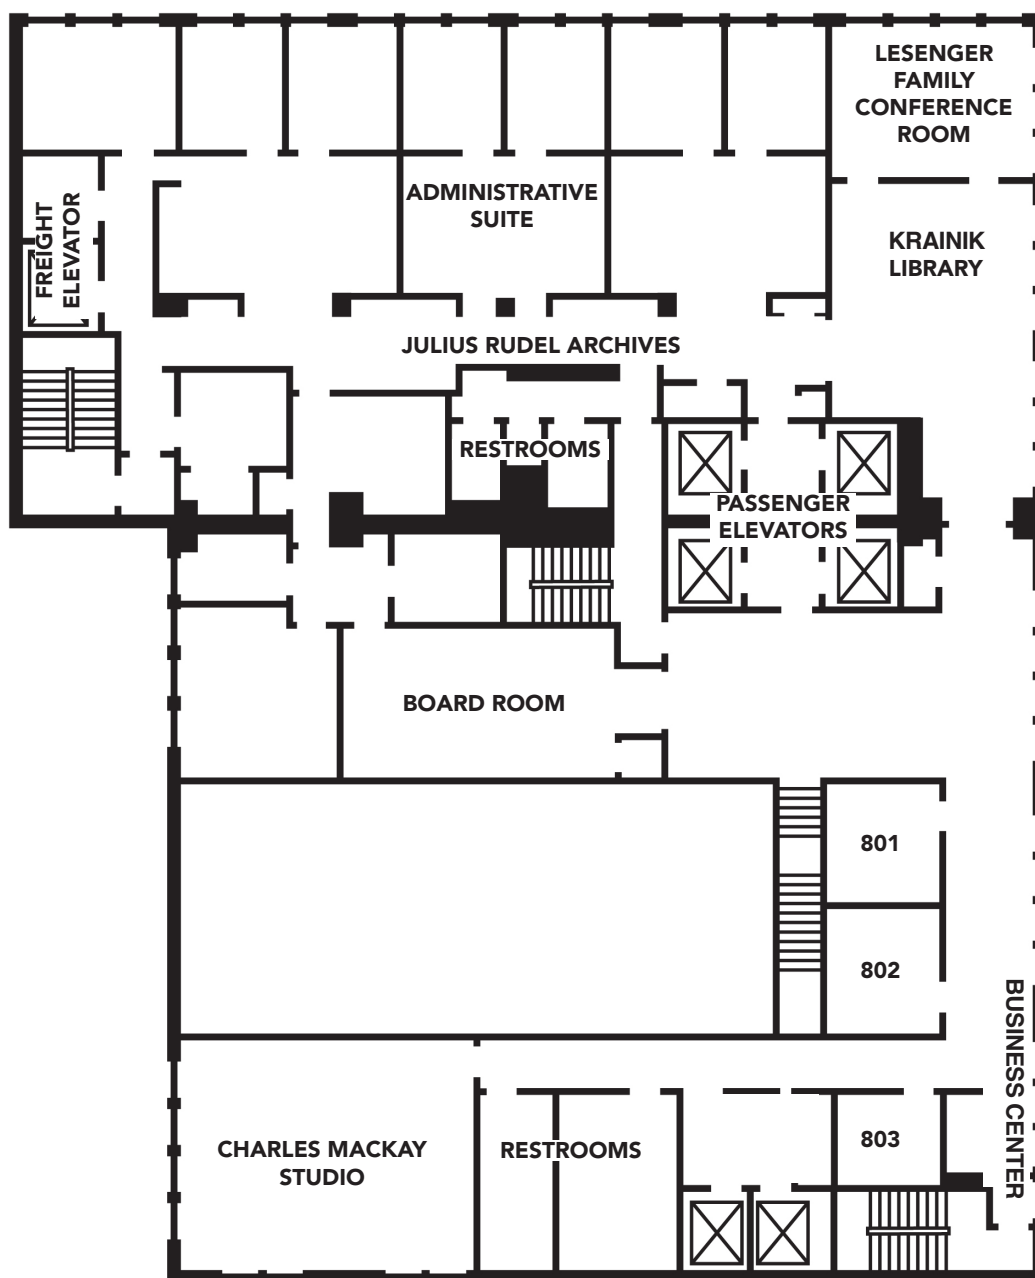 LESENGER
FAMILY
CONFERENCE
ROOM
ADMINISTRATIVE
SUITE
FREIGHT
ELEVATOR
KRAINIK
LIBRARY
JULIUS RUDEL ARCHIVES
RESTROOMS
PASSENGER
ELEVATORS
BOARD ROOM
801
802
BUSINESS CENTER
803
CHARLES MACKAY
STUDIO
RESTROOMS